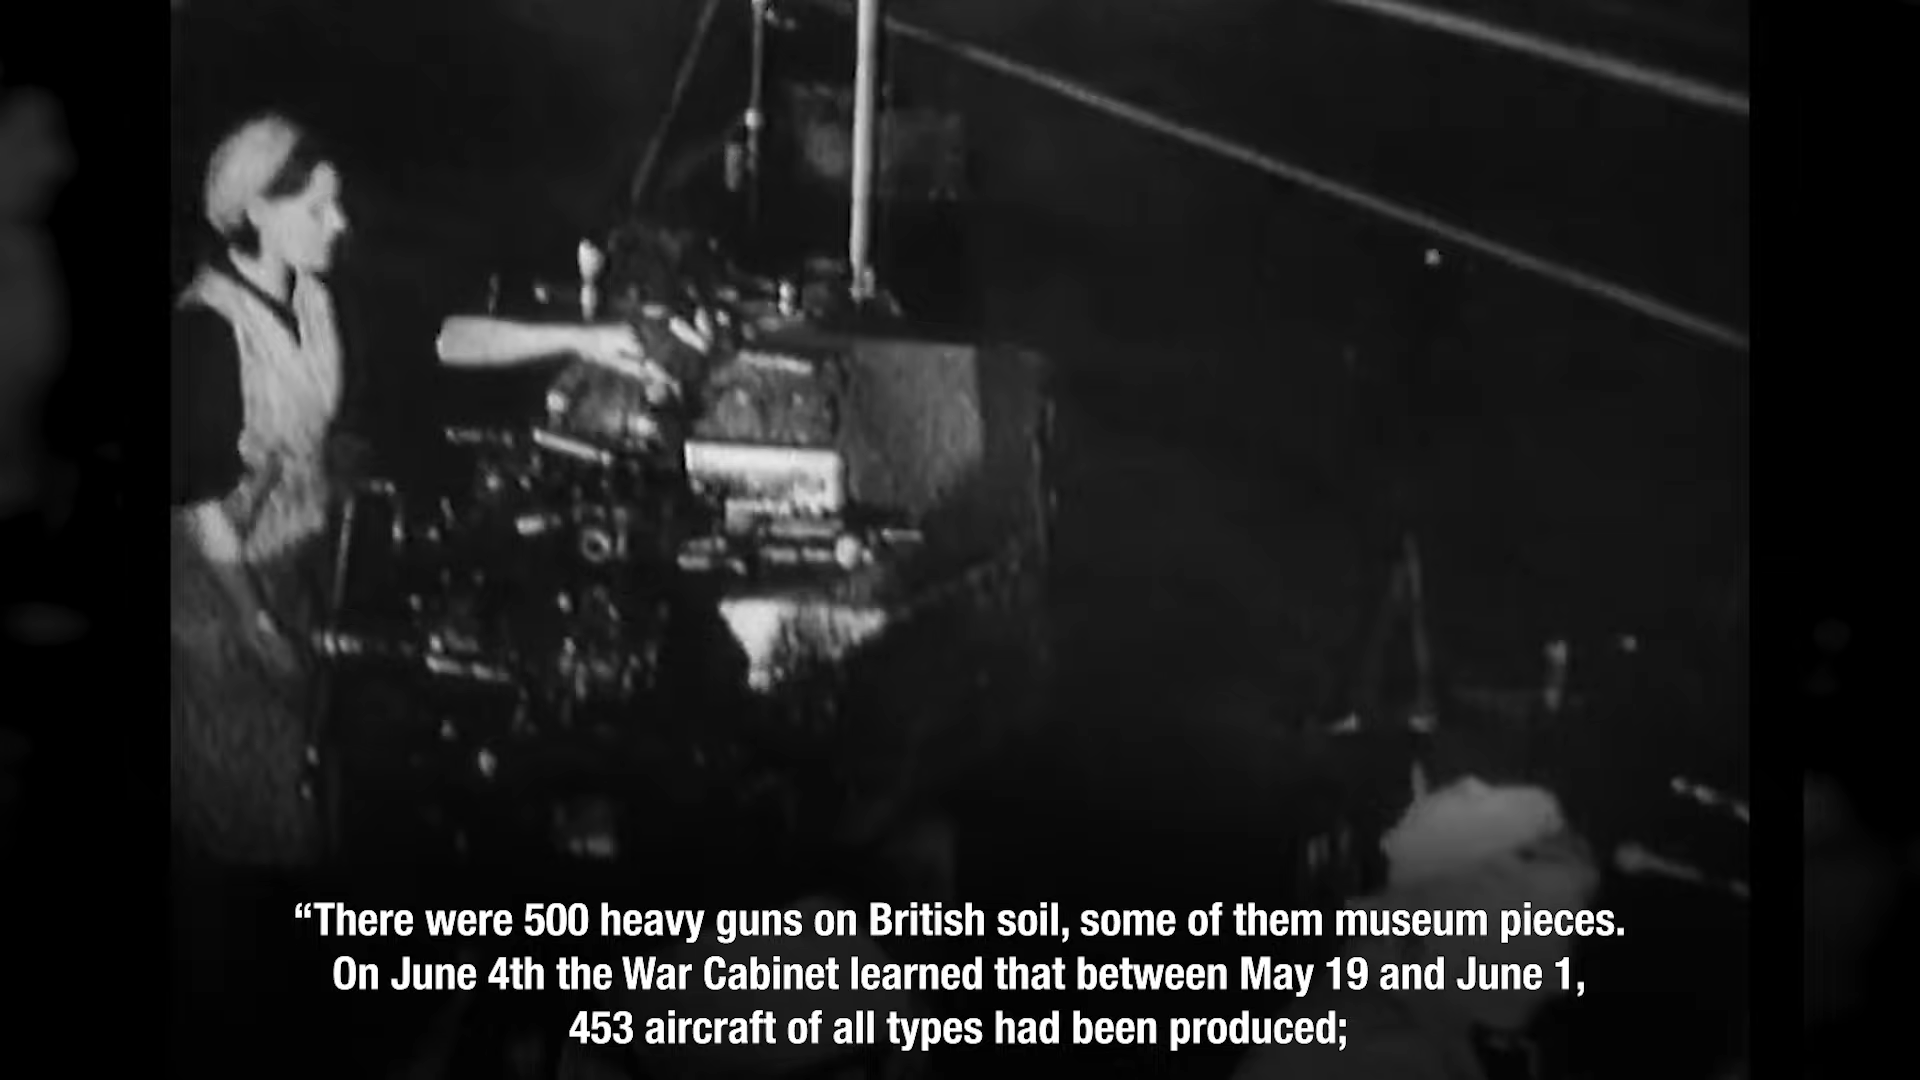 “There were 500 heavy guns on British soil, some of them museum pieces.
On June 4th the War Cabinet learned that between May 19 and June 1,
453 aircraft of all types had been produced;